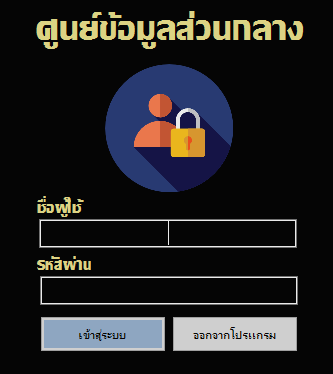 ศูนย์ข้อมูลส่วนกลาง
ชื่อผู้ใช้
รหัสผ่าน
เข้าสู่ระบบ
ออกจากโปรแกรม